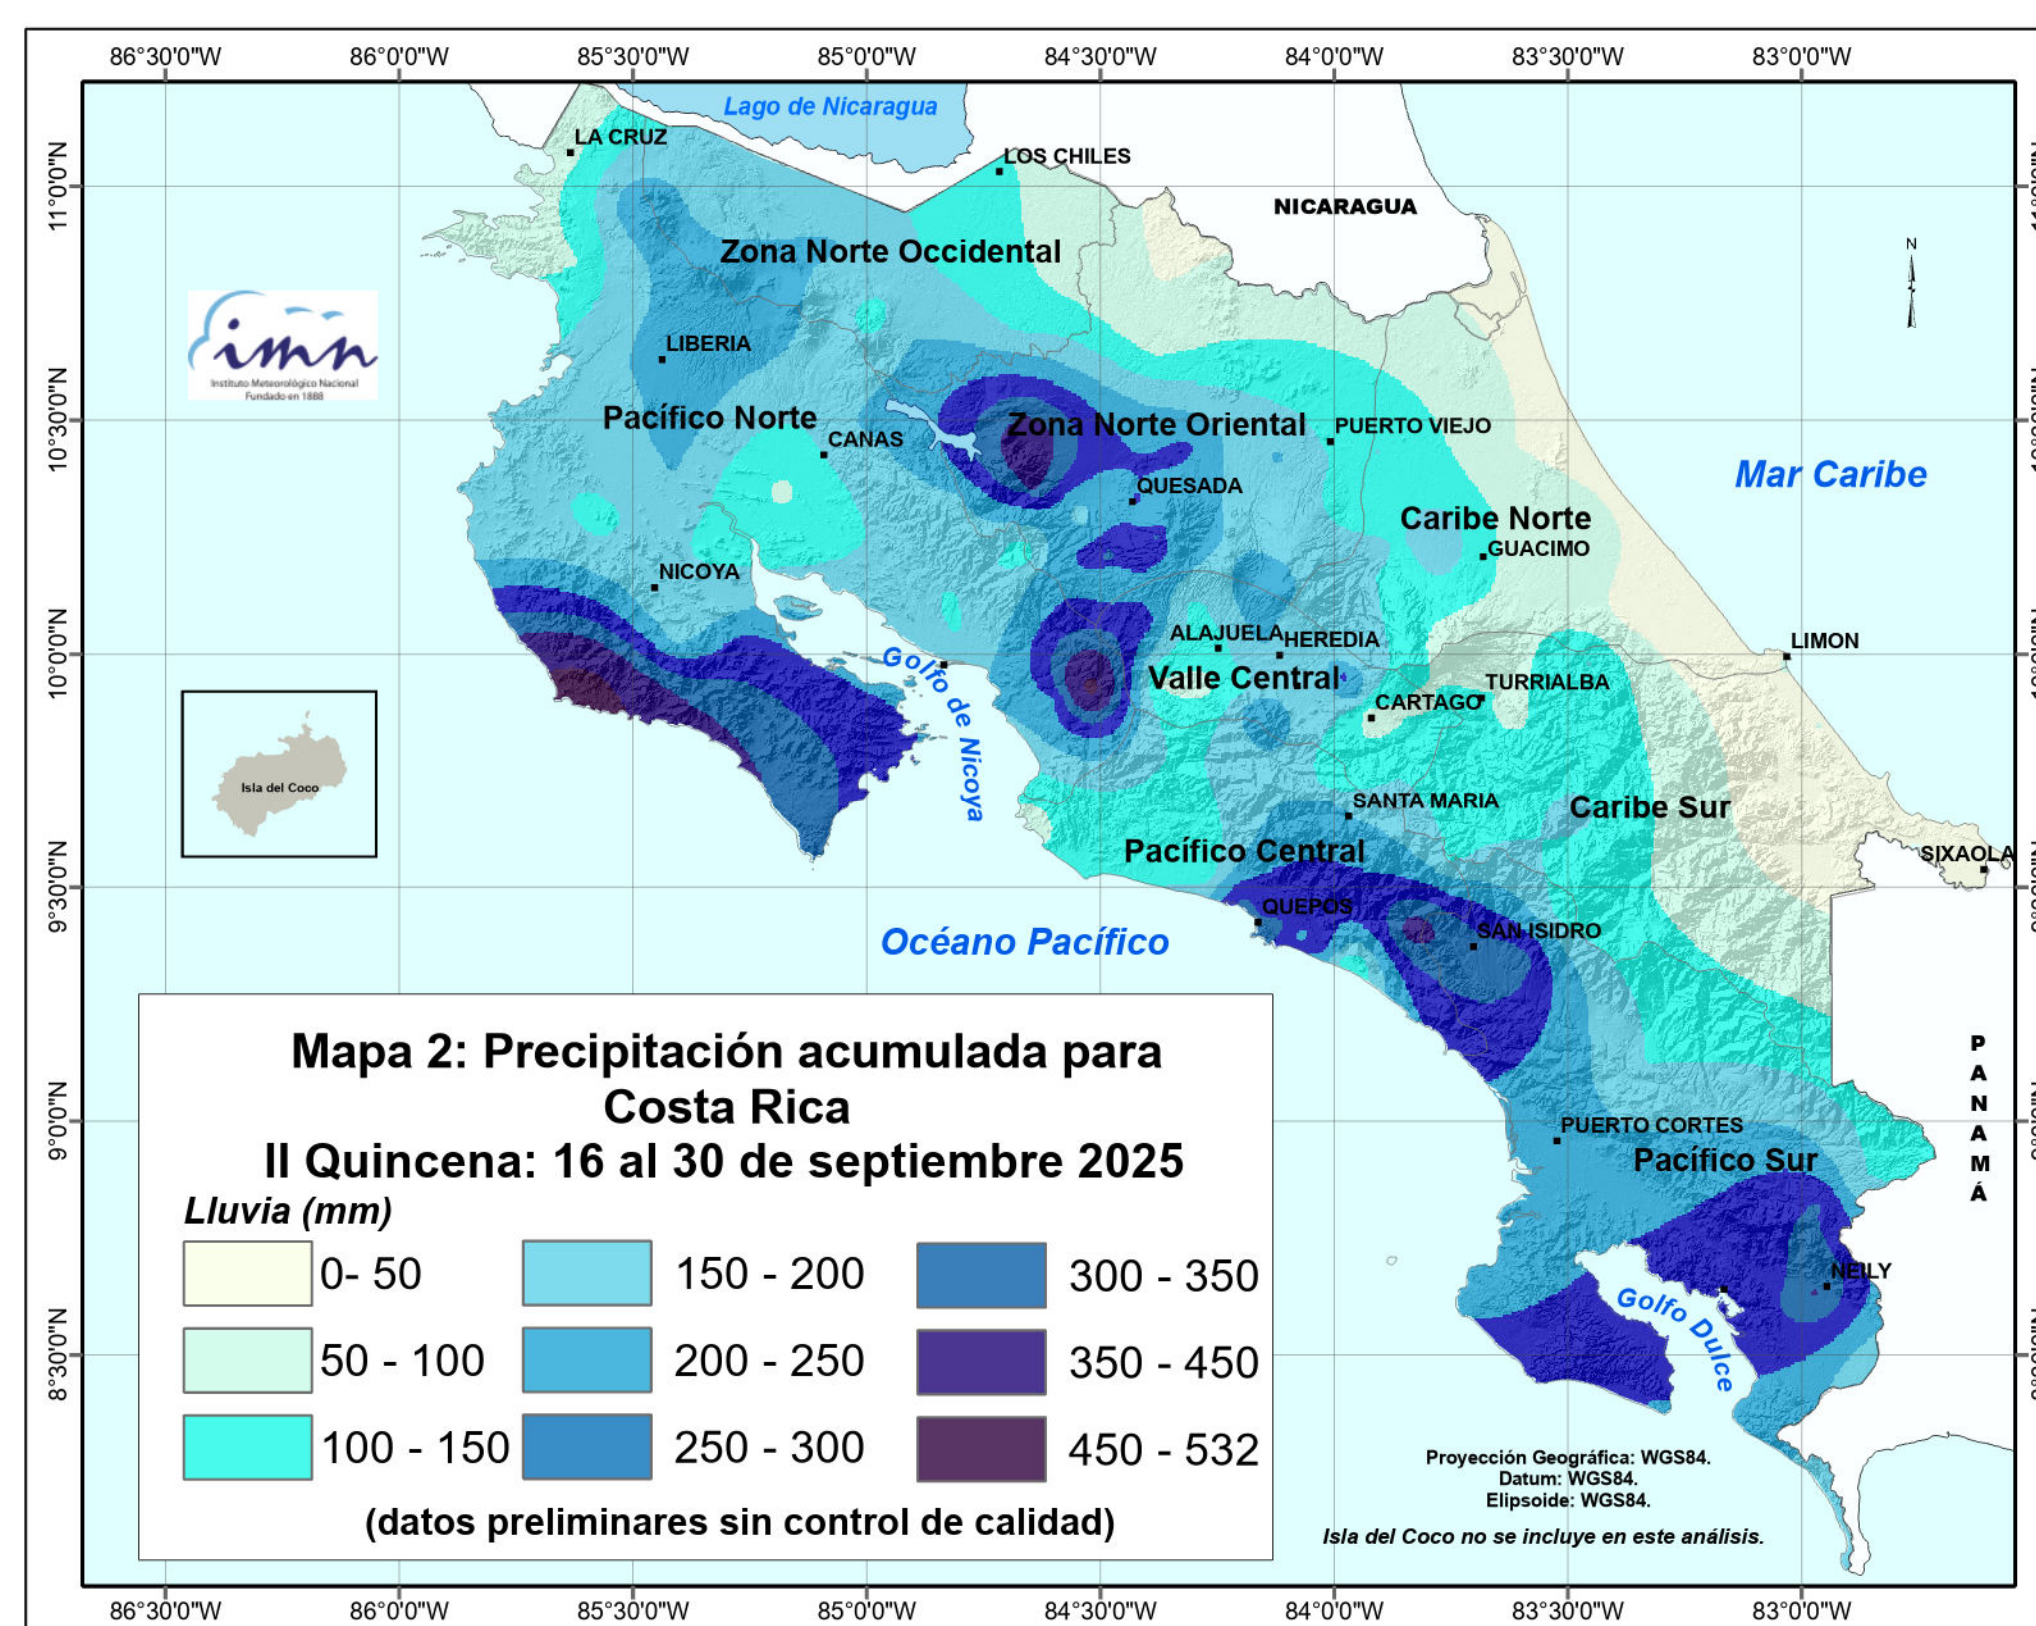 86°30'0"W 86°0'0"W 85°30'0"W 85°0'0"W 84°30'0"W 84°0'0"W 83°30'0"W 83°0'0"W
Lago de Nicaragua
LA CRUZ
LOS CHILES
11°0'0"N
NICARAGUA
N
Zona Norte Occidental
imn
Instituto Meteorológico Nacional
Fundado en 1888
LIBERIA
Pacífico Norte
CANAS
Zona Norte Oriental
PUERTO VIEJO
10°30'0"N
Mar Caribe
QUESADA
Caribe Norte
GUACIMO
NICOYA
ALAJUELA
HEREDIA
LIMON
10°0'0"N
Golfo de Nicoya
Valle Central
TURRIALBA
CARTAGO
Isla del Coco
SANTA MARIA
Caribe Sur
Pacífico Central
SIXAOLA
9°30'0"N
QUEPOS
SAN ISIDRO
Océano Pacífico
PANAMÁ
9°0'0"N
PUERTO CORTES
Pacífico Sur
NEILY
Golfo Dulce
8°30'0"N
Mapa 2: Precipitación acumulada para
Costa Rica
II Quincena: 16 al 30 de septiembre 2025
Lluvia (mm)
0- 50
150 - 200
300 - 350
50 - 100
200 - 250
350 - 450
100 - 150
250 - 300
450 - 532
(datos preliminares sin control de calidad)
Proyección Geográfica: WGS84.
Datum: WGS84.
Elipsoide: WGS84.
Isla del Coco no se incluye en este análisis.
86°30'0"W 86°0'0"W 85°30'0"W 85°0'0"W 84°30'0"W 84°0'0"W 83°30'0"W 83°0'0"W